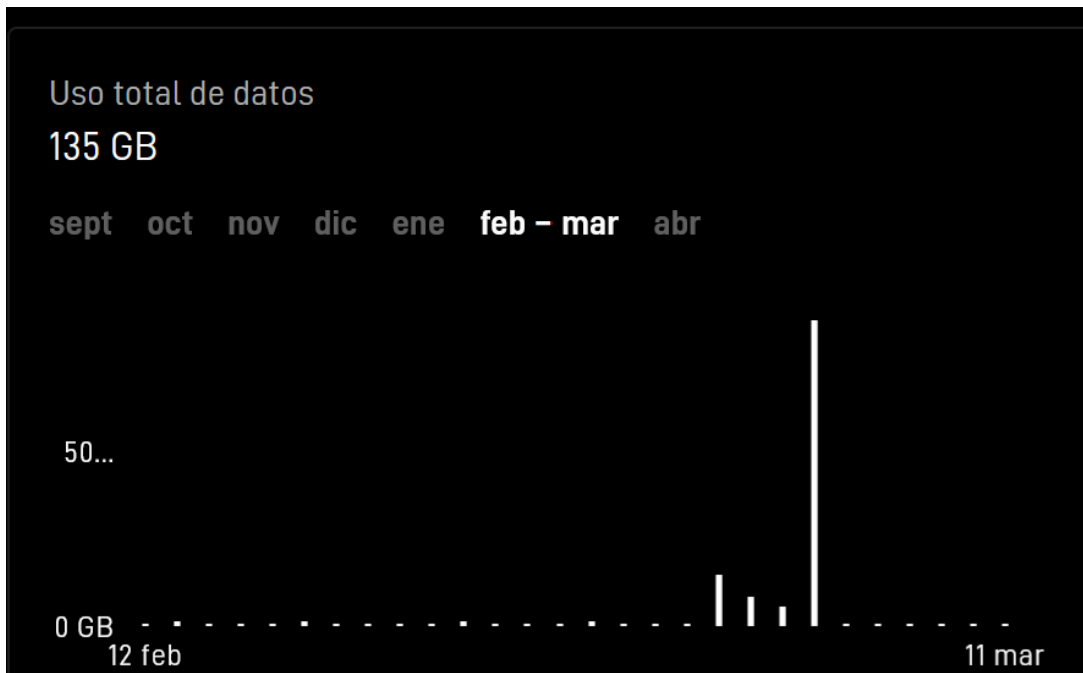 Uso total de datos
135 GB
sept oct nov dic ene feb – mar abr
50...
0 GB
12 feb 11 mar